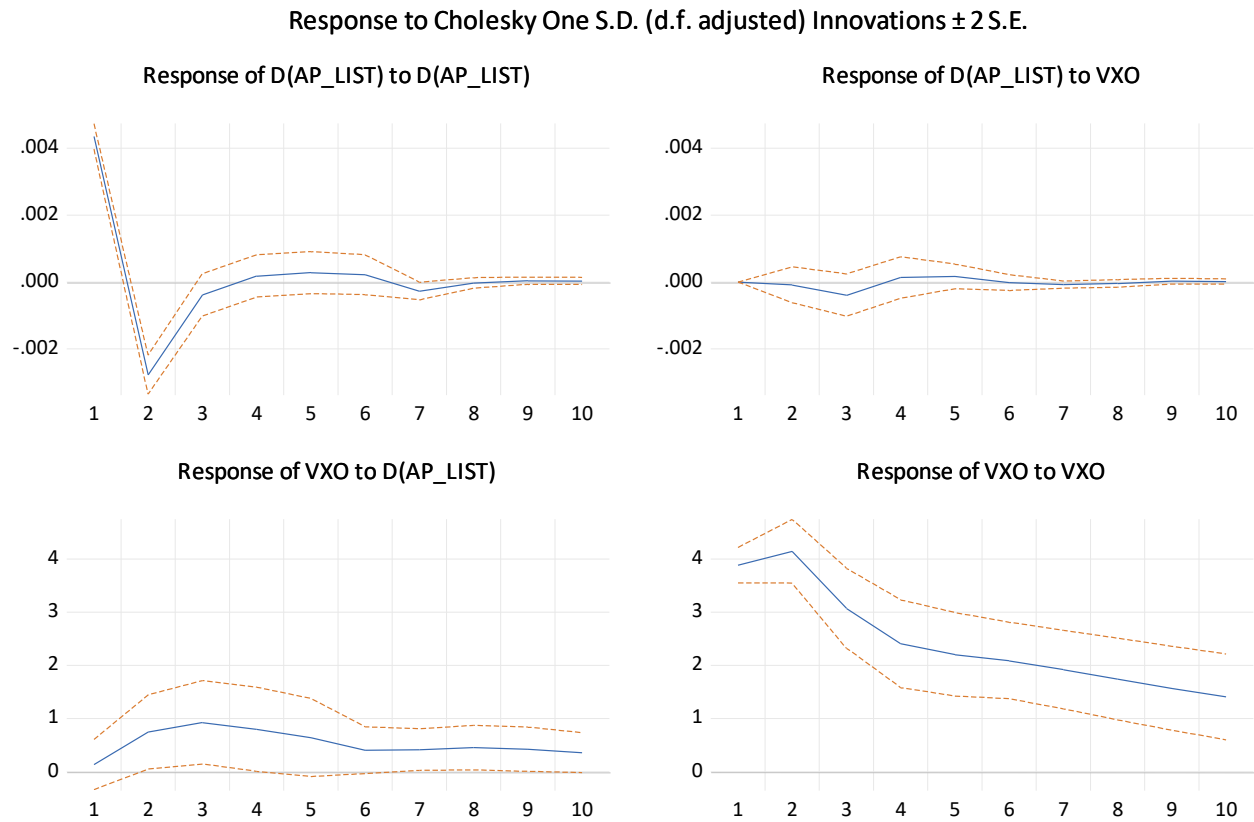 Response to Cholesky One S.D. (d.f. adjusted) Innovations ± 2 S.E.
Response of D(AP_LIST) to D(AP_LIST)
.004
.002
.000
-.002
1 2 3 4 5 6 7 8 9 10
Response of D(AP_LIST) to VXO
.004
.002
.000
-.002
1 2 3 4 5 6 7 8 9 10
Response of VXO to D(AP_LIST)
4
3
2
1
0
1 2 3 4 5 6 7 8 9 10
Response of VXO to VXO
4
3
2
1
0
1 2 3 4 5 6 7 8 9 10